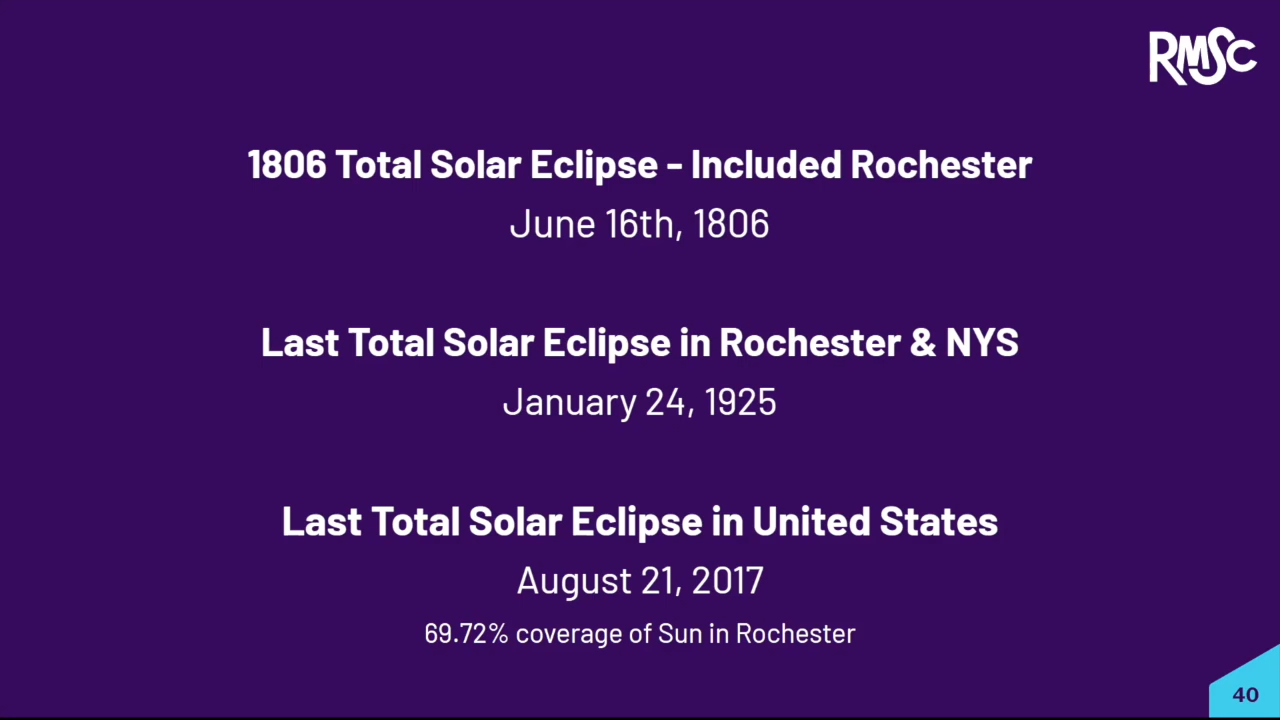 RMSC
1806 Total Solar Eclipse - Included Rochester
June 16th, 1806
Last Total Solar Eclipse in Rochester & NYS
January 24, 1925
Last Total Solar Eclipse in United States
August 21, 2017
69.72% coverage of Sun in Rochester
40